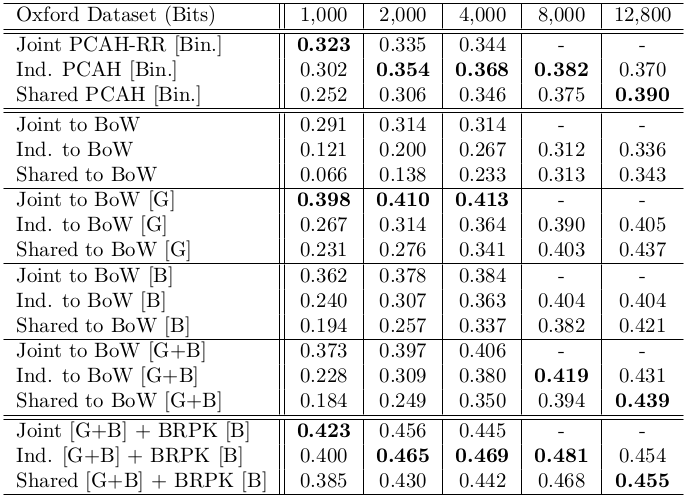 Oxford Dataset (Bits) 1,000 2,000 4,000 8,000 12,800
Joint PCAH-RR [Bin.] 0.323 0.335 0.344 - -
Ind. PCAH [Bin.] 0.302 0.354 0.368 0.382 0.370
Shared PCAH [Bin.] 0.252 0.306 0.346 0.375 0.390
Joint to BoW 0.291 0.314 0.314 - -
Ind. to BoW 0.121 0.200 0.267 0.312 0.336
Shared to BoW 0.066 0.138 0.233 0.313 0.343
Joint to BoW [G] 0.398 0.410 0.413 - -
Ind. to BoW [G] 0.267 0.314 0.364 0.390 0.405
Shared to BoW [G] 0.231 0.276 0.341 0.403 0.437
Joint to BoW [B] 0.362 0.378 0.384 - -
Ind. to BoW [B] 0.240 0.307 0.363 0.404 0.404
Shared to BoW [B] 0.194 0.257 0.337 0.382 0.421
Joint to BoW [G+B] 0.373 0.397 0.406 - -
Ind. to BoW [G+B] 0.228 0.309 0.380 0.419 0.431
Shared to BoW [G+B] 0.184 0.249 0.350 0.394 0.439
Joint [G+B] + BRPK [B] 0.423 0.456 0.445 - -
Ind. [G+B] + BRPK [B] 0.400 0.465 0.469 0.481 0.454
Shared [G+B] + BRPK [B] 0.385 0.430 0.442 0.468 0.455